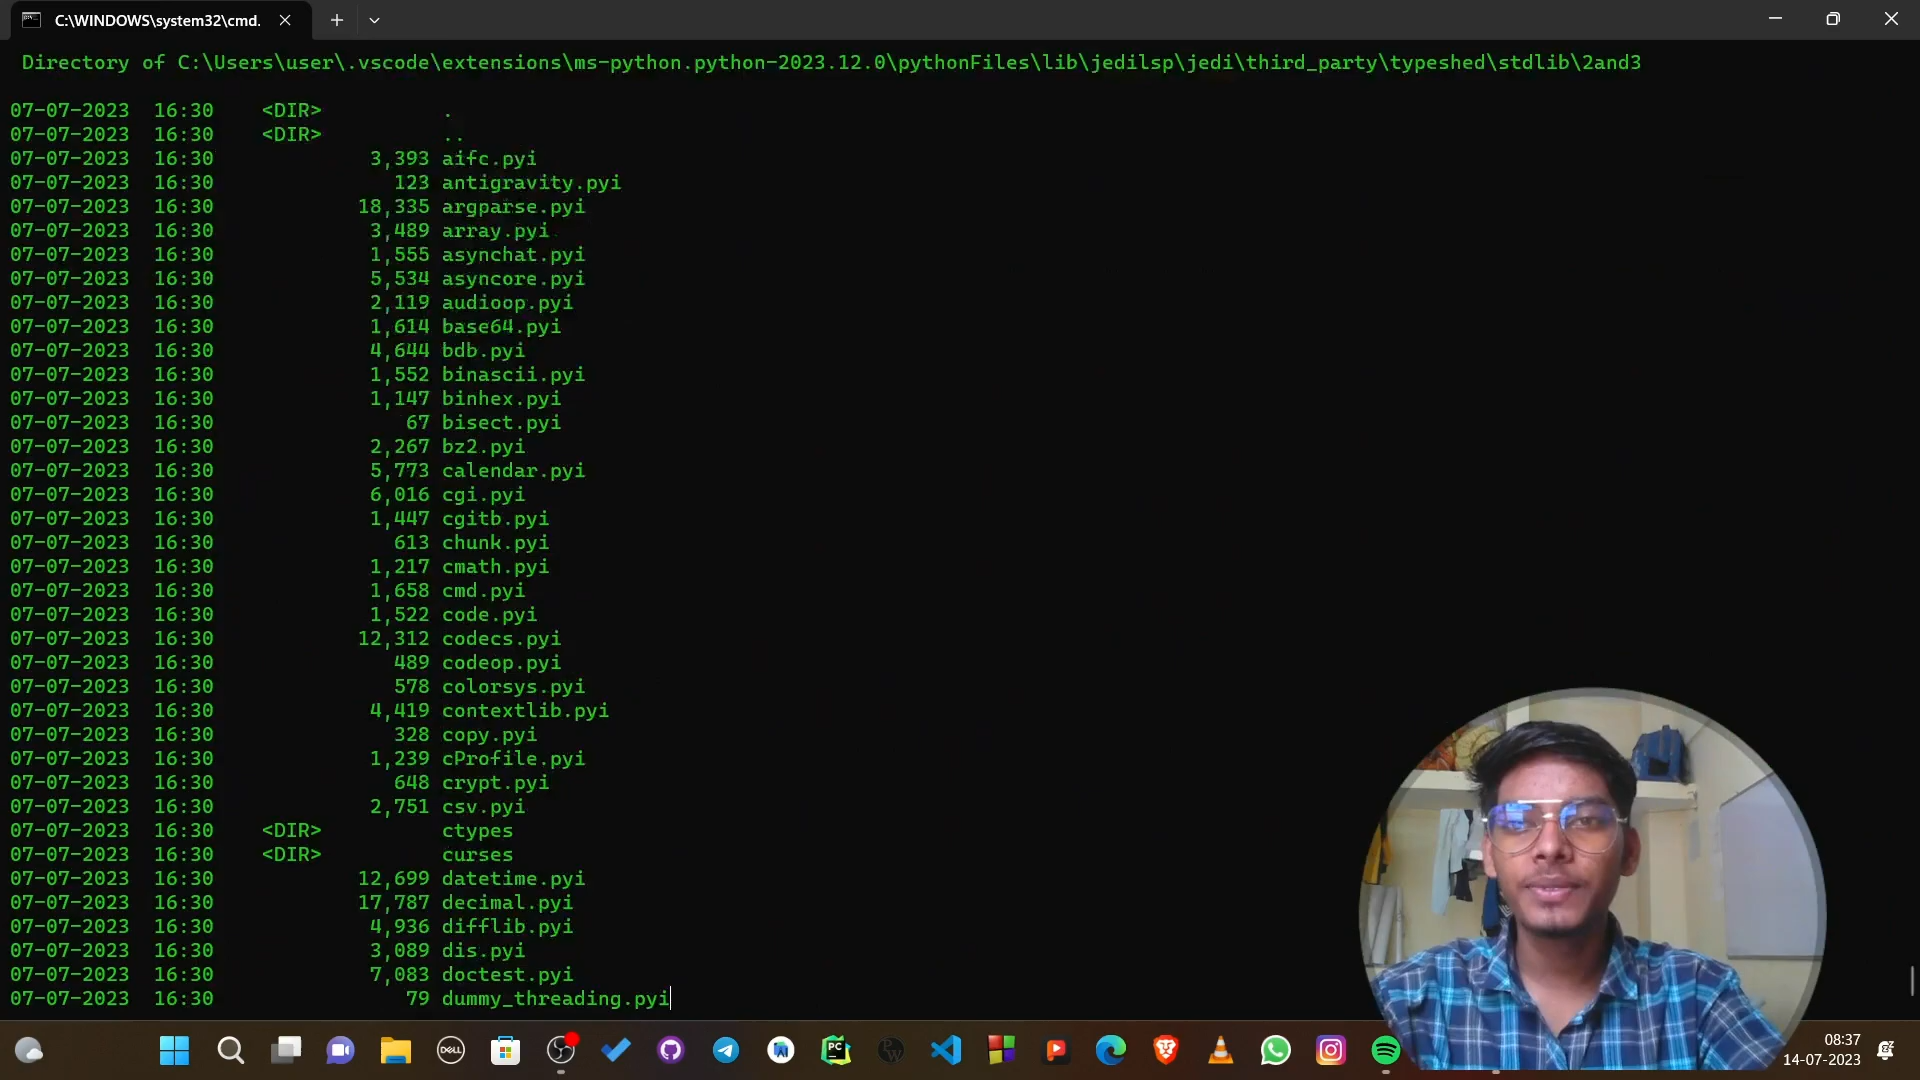 C:\WINDOWS\system32\cmd.
Directory of C:\Users\user\.vscode\extensions\ms-python.python-2023.12.0\pythonFiles\lib\jedilsp\jedi\third_party\typeshed\stdlib\2and3
07-07-2023  16:30    <DIR>          .
07-07-2023  16:30    <DIR>          ..
07-07-2023  16:30             3,393 aifc.pyi
07-07-2023  16:30               123 antigravity.pyi
07-07-2023  16:30            18,335 argparse.pyi
07-07-2023  16:30             3,489 array.pyi
07-07-2023  16:30             1,555 asynchat.pyi
07-07-2023  16:30             5,534 asyncore.pyi
07-07-2023  16:30             2,119 audioop.pyi
07-07-2023  16:30             1,614 base64.pyi
07-07-2023  16:30             4,644 bdb.pyi
07-07-2023  16:30             1,552 binascii.pyi
07-07-2023  16:30             1,147 binhex.pyi
07-07-2023  16:30                67 bisect.pyi
07-07-2023  16:30             2,267 bz2.pyi
07-07-2023  16:30             5,773 calendar.pyi
07-07-2023  16:30             6,016 cgi.pyi
07-07-2023  16:30             1,447 cgitb.pyi
07-07-2023  16:30               613 chunk.pyi
07-07-2023  16:30             1,217 cmath.pyi
07-07-2023  16:30             1,658 cmd.pyi
07-07-2023  16:30             1,522 code.pyi
07-07-2023  16:30            12,312 codecs.pyi
07-07-2023  16:30               489 codeop.pyi
07-07-2023  16:30               578 colorsys.pyi
07-07-2023  16:30             4,419 contextlib.pyi
07-07-2023  16:30               328 copy.pyi
07-07-2023  16:30             1,239 cProfile.pyi
07-07-2023  16:30               648 crypt.pyi
07-07-2023  16:30             2,751 csv.pyi
07-07-2023  16:30    <DIR>          ctypes
07-07-2023  16:30    <DIR>          curses
07-07-2023  16:30            12,699 datetime.pyi
07-07-2023  16:30            17,787 decimal.pyi
07-07-2023  16:30             4,936 difflib.pyi
07-07-2023  16:30             3,089 dis.pyi
07-07-2023  16:30             7,083 doctest.pyi
07-07-2023  16:30                79 dummy_threading.pyi
DELL
PC
08:37
14-07-2023